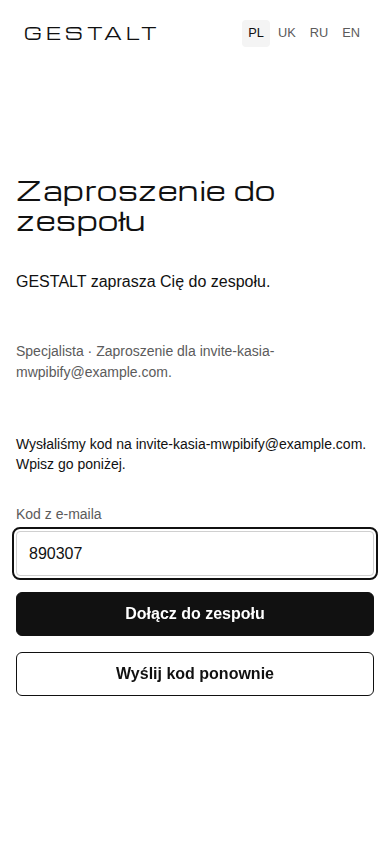 GESTALT
PL UK RU EN
Zaproszenie do
zespołu
GESTALT zaprasza Cię do zespołu.
Specjalista · Zaproszenie dla invite-kasia-
mwpibify@example.com.
Wysłaliśmy kod na invite-kasia-mwpibify@example.com.
Wpisz go poniżej.
Kod z e-maila
890307
Dołącz do zespołu
Wyślij kod ponownie